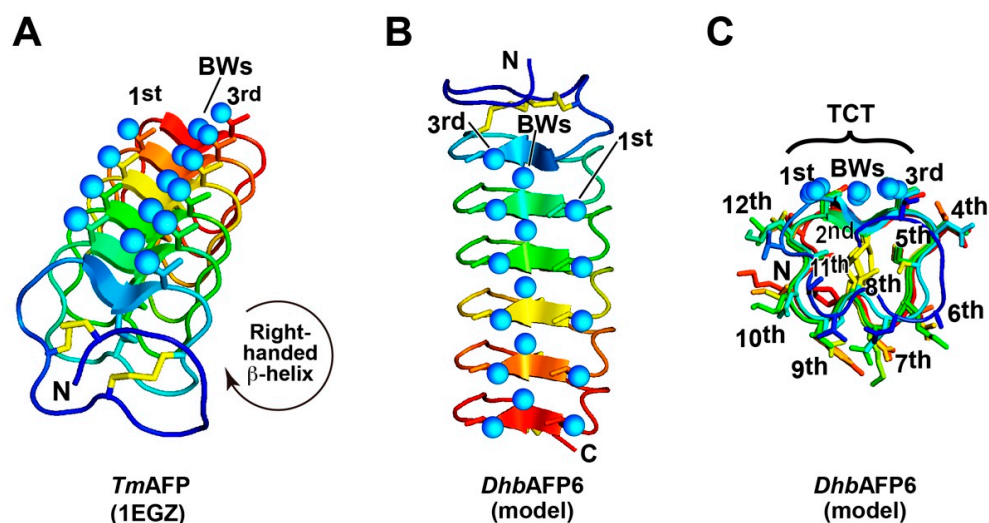 A
BWs
1st
3rd
N
Right-
handed
β-helix
TmAFP
(1EGZ)
B
N
3rd
BWs
1st
C
DhbAFP6
(model)
C
TCT
1st
BWs
3rd
12th
4th
2nd
5th
N
11th
8th
6th
10th
9th
7th
DhbAFP6
(model)